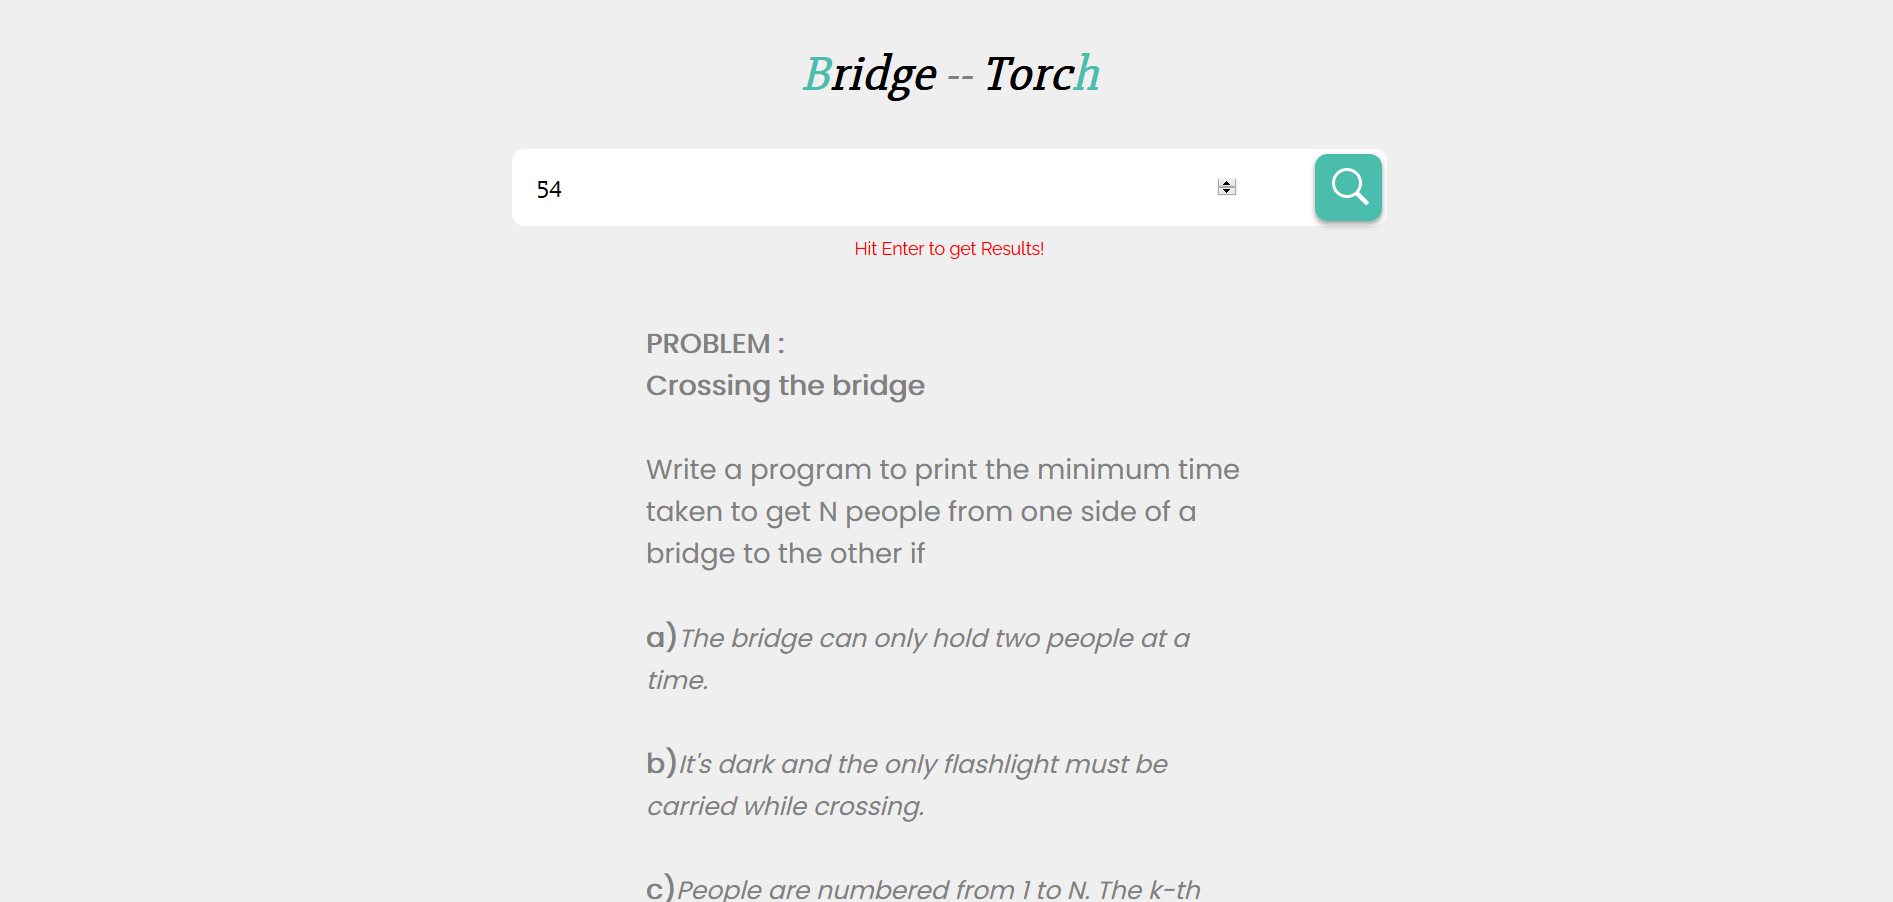 Bridge -- Torch
54
Hit Enter to get Results!
PROBLEM :
Crossing the bridge
Write a program to print the minimum time
taken to get N people from one side of a
bridge to the other if
a)The bridge can only hold two people at a
time.
b)It's dark and the only flashlight must be
carried while crossing.
c)People are numbered from 1 to N. The k-th